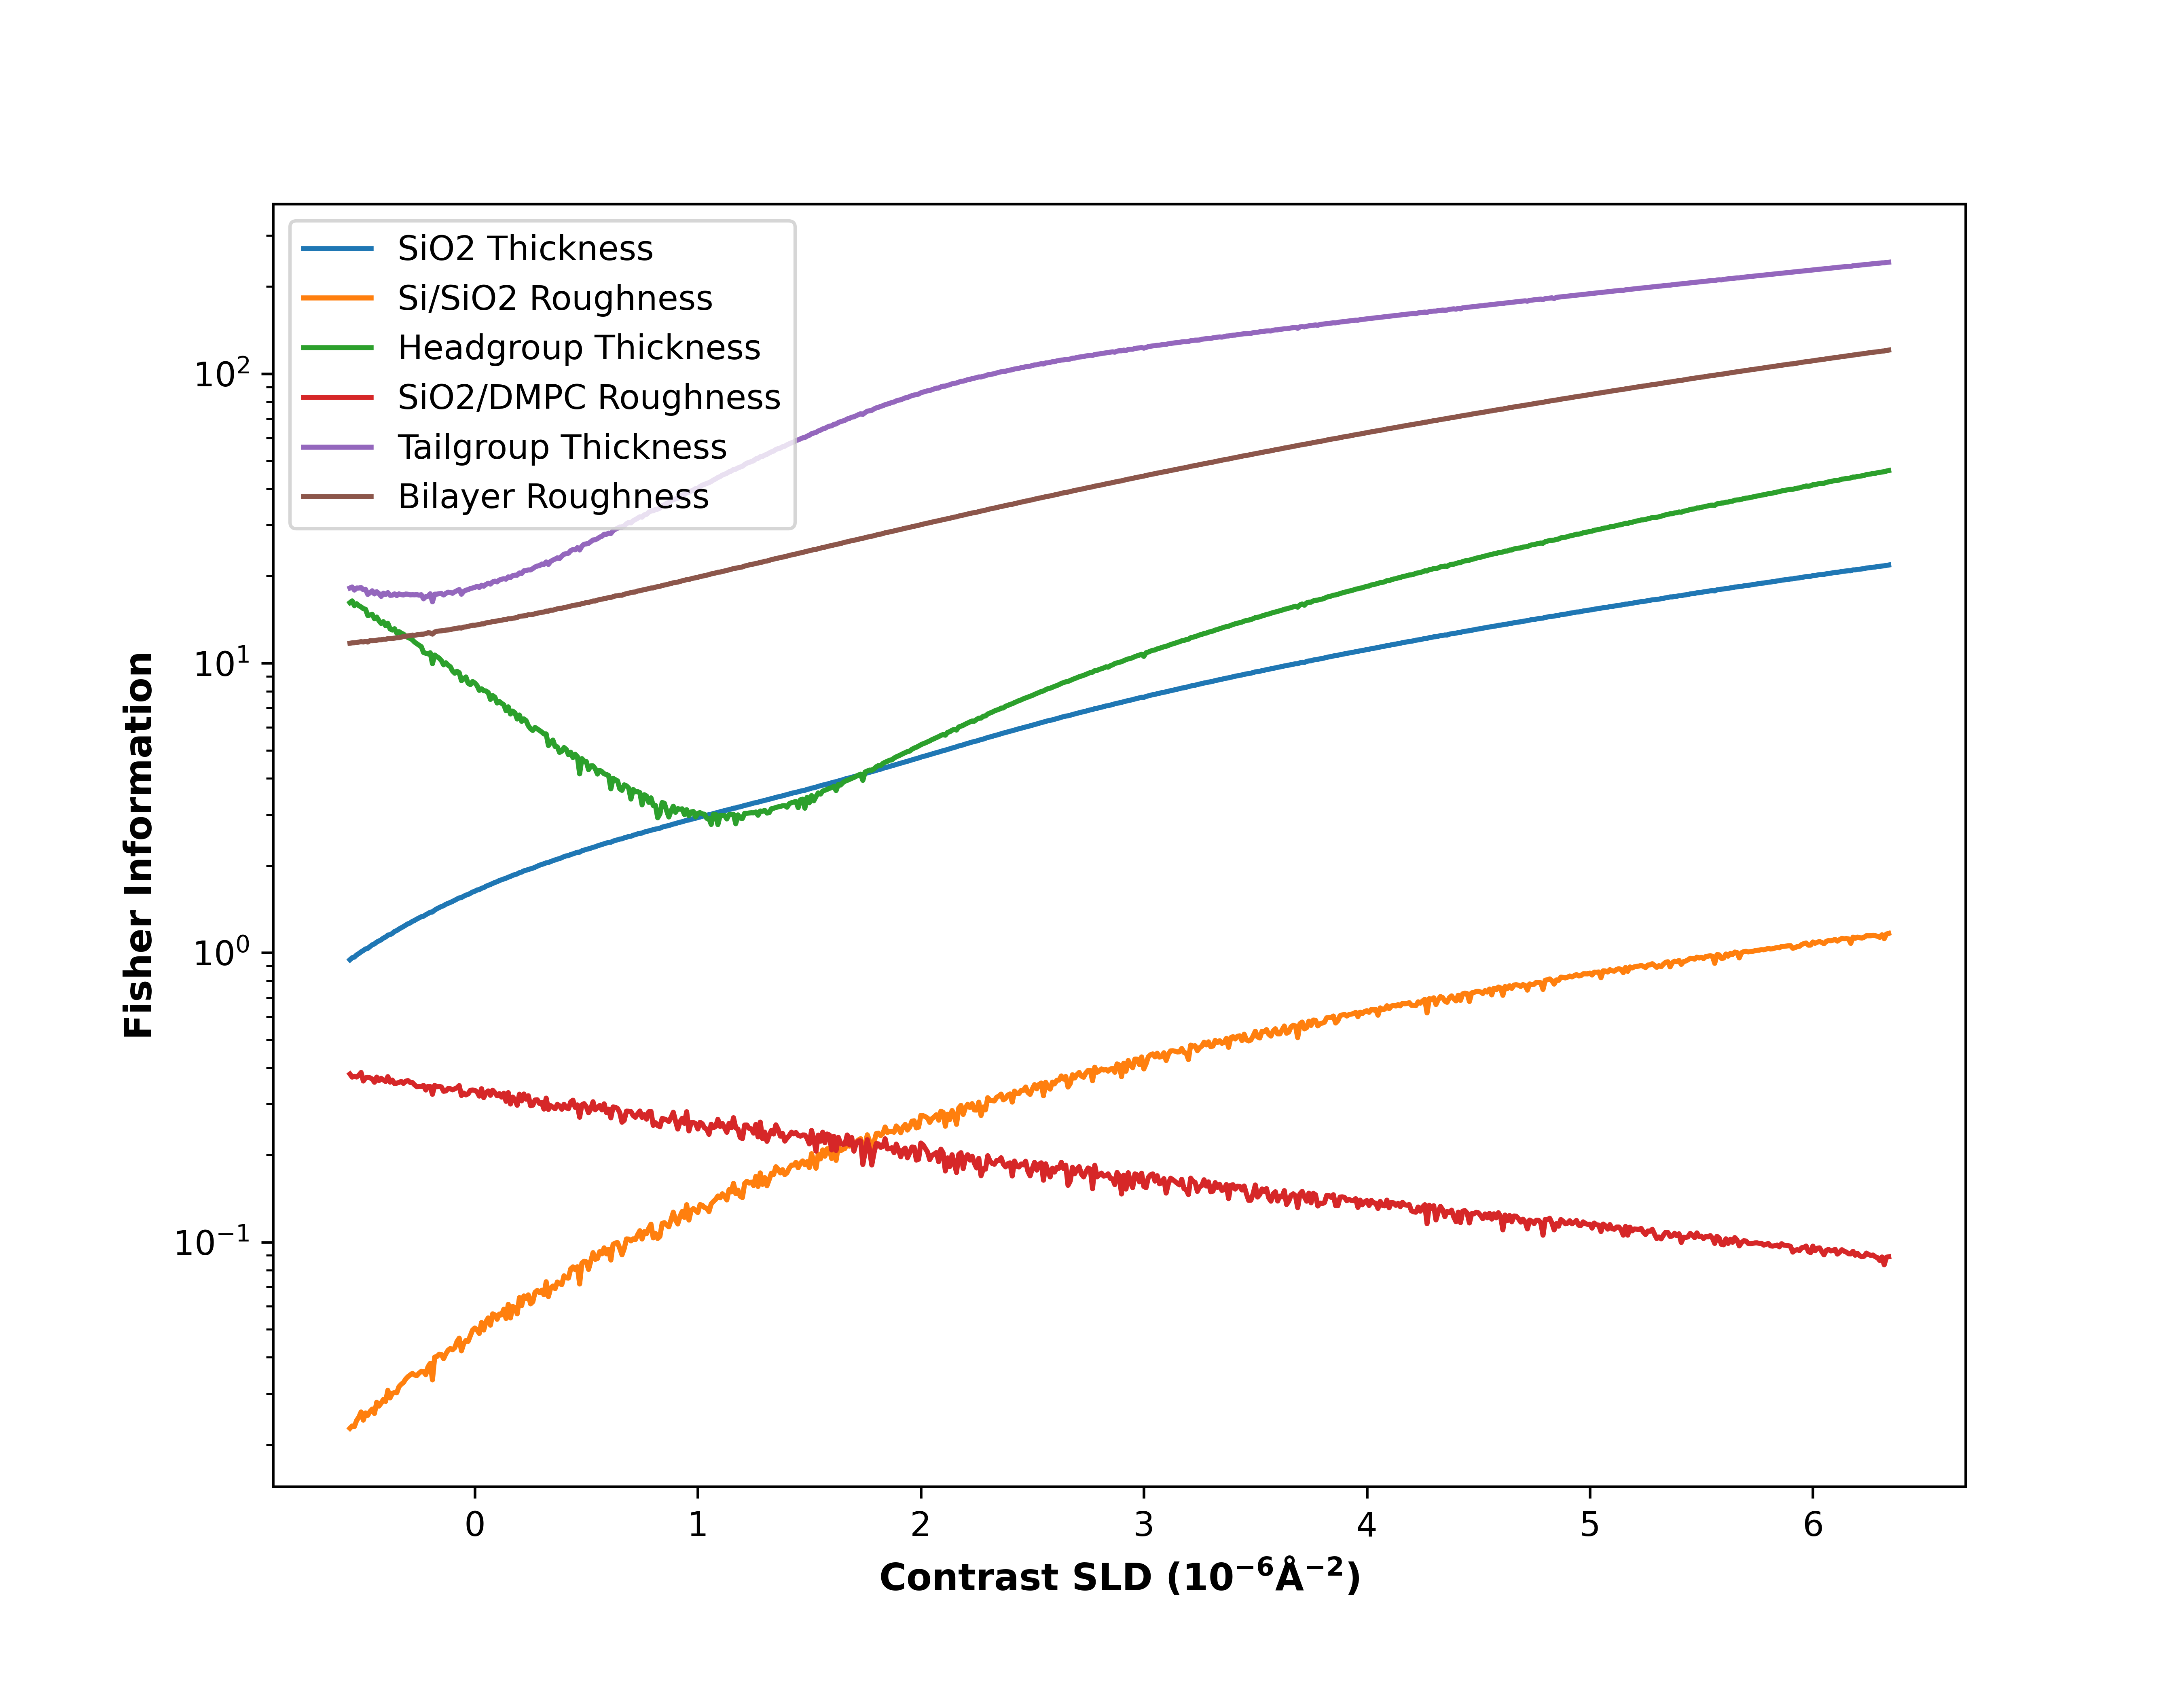 SiO2 Thickness
Si/SiO2 Roughness
Headgroup Thickness
SiO2/DMPC Roughness
Tailgroup Thickness
Bilayer Roughness
10²
10¹
10⁰
10⁻¹
Fisher Information
0 1 2 3 4 5 6
Contrast SLD (10⁻⁶Å⁻²)